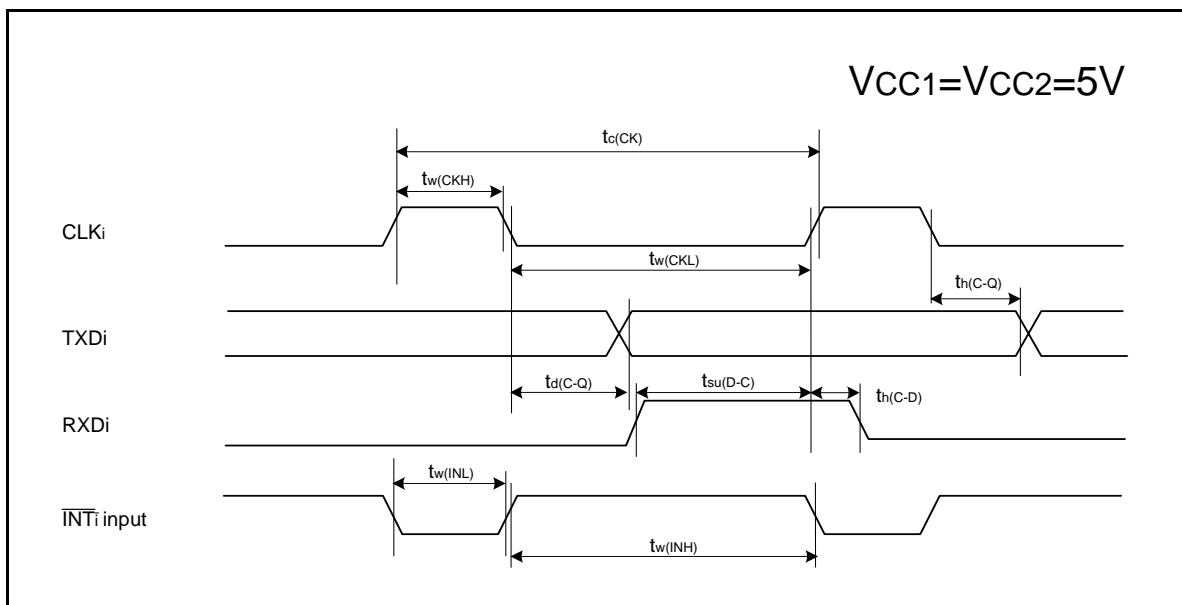 VCC1=VCC2=5V
tc(CK)
tw(CKH)
CLKi
tw(CKL)
th(C-Q)
TXDi
td(C-Q)
tsu(D-C)
th(C-D)
RXDi
tw(INL)
INTi input
tw(INH)